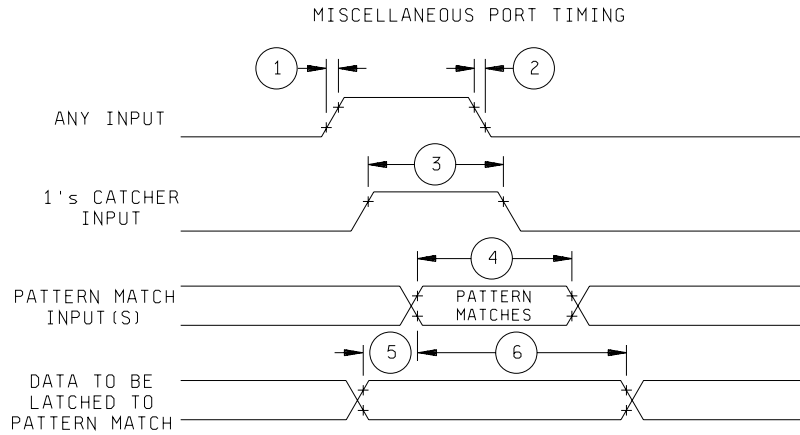 MISCELLANEOUS PORT TIMING
1
2
ANY INPUT
3
1's CATCHER
INPUT
4
PATTERN MATCH
INPUT(S)
PATTERN
MATCHES
5
6
DATA TO BE
LATCHED TO
PATTERN MATCH